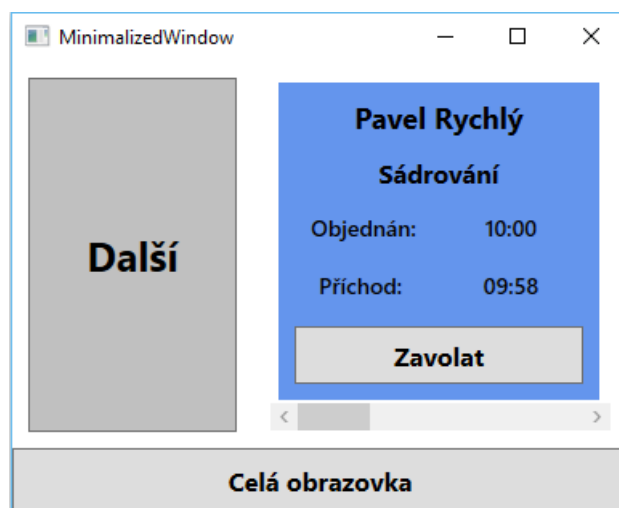 MinimalizedWindow
Další
Pavel Rychlý
Sádrování
Objednán: 10:00
Příchod: 09:58
Zavolat
Celá obrazovka